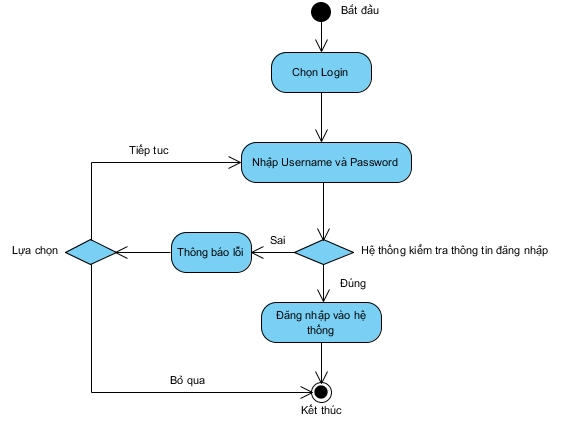 Bắt đầu
Chọn Login
Tiếp tuc
Nhập Username và Password
Lựa chọn
Thông báo lỗi
Sai
Hệ thống kiểm tra thông tin đăng nhập
Đúng
Đăng nhập vào hệ
thống
Bỏ qua
Kết thúc